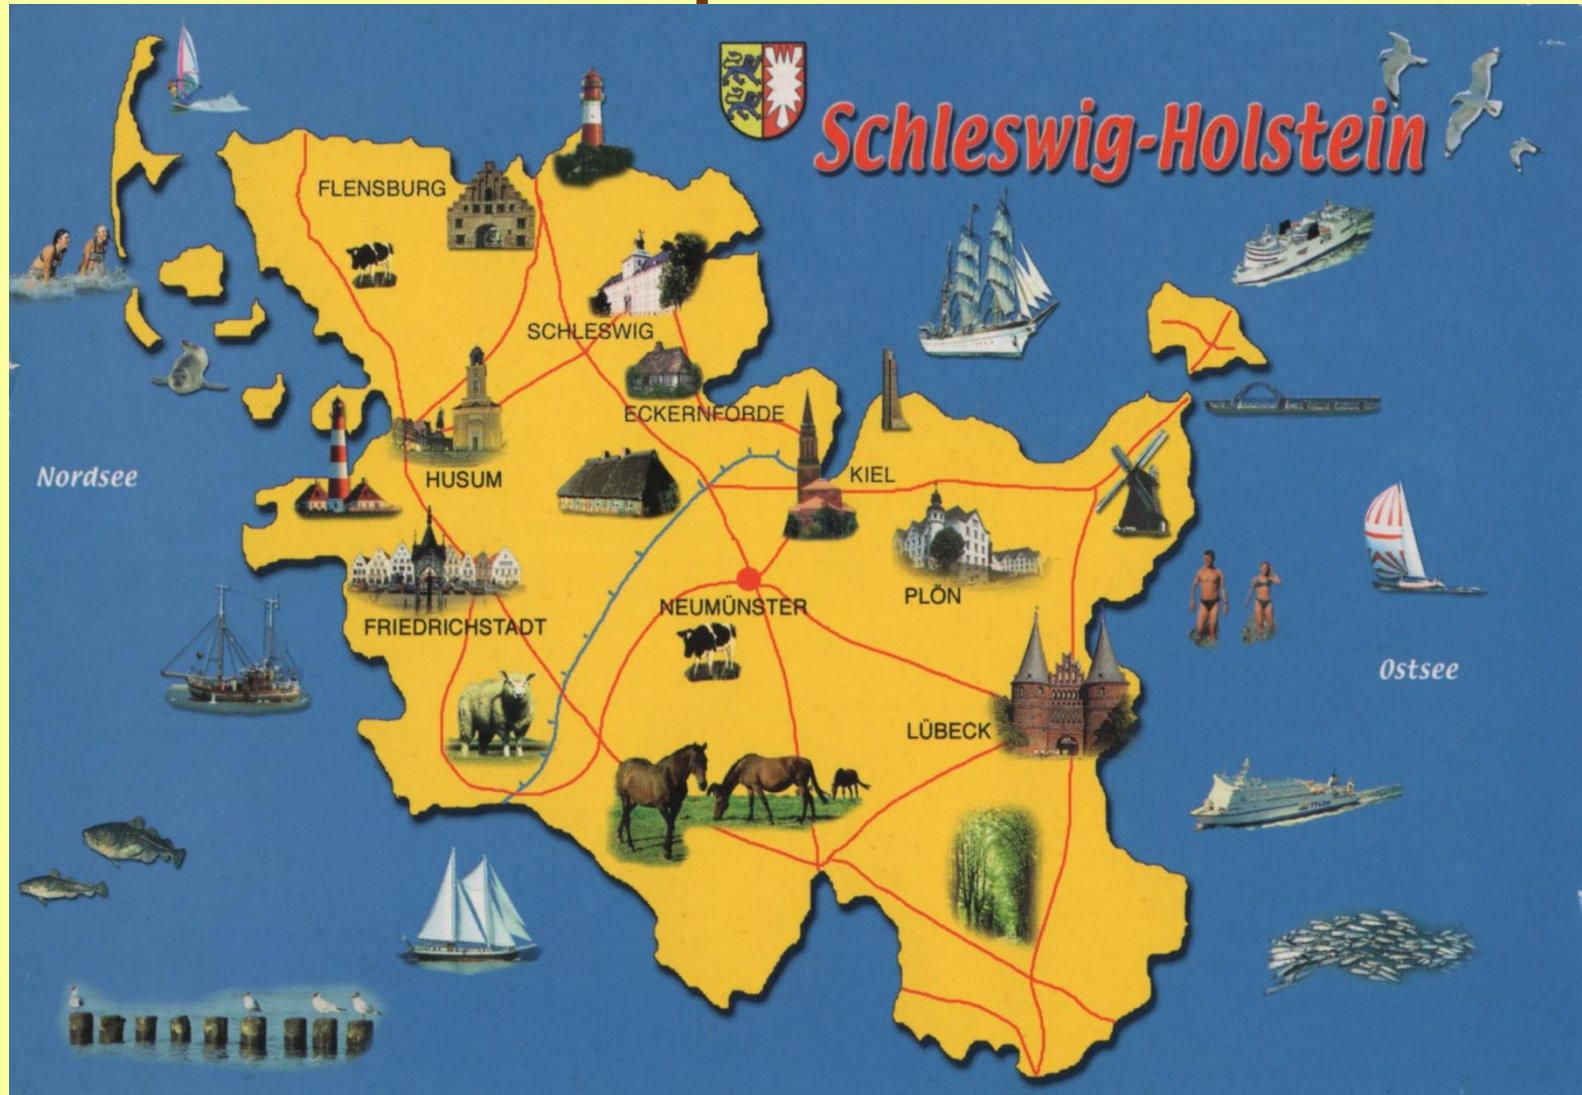 Schleswig-Holstein
FLENSBURG
SCHLESWIG
ECKERNFÖRDE
HUSUM
KIEL
Nordsee
PLÖN
NEUMÜNSTER
FRIEDRICHSTADT
Ostsee
LÜBECK